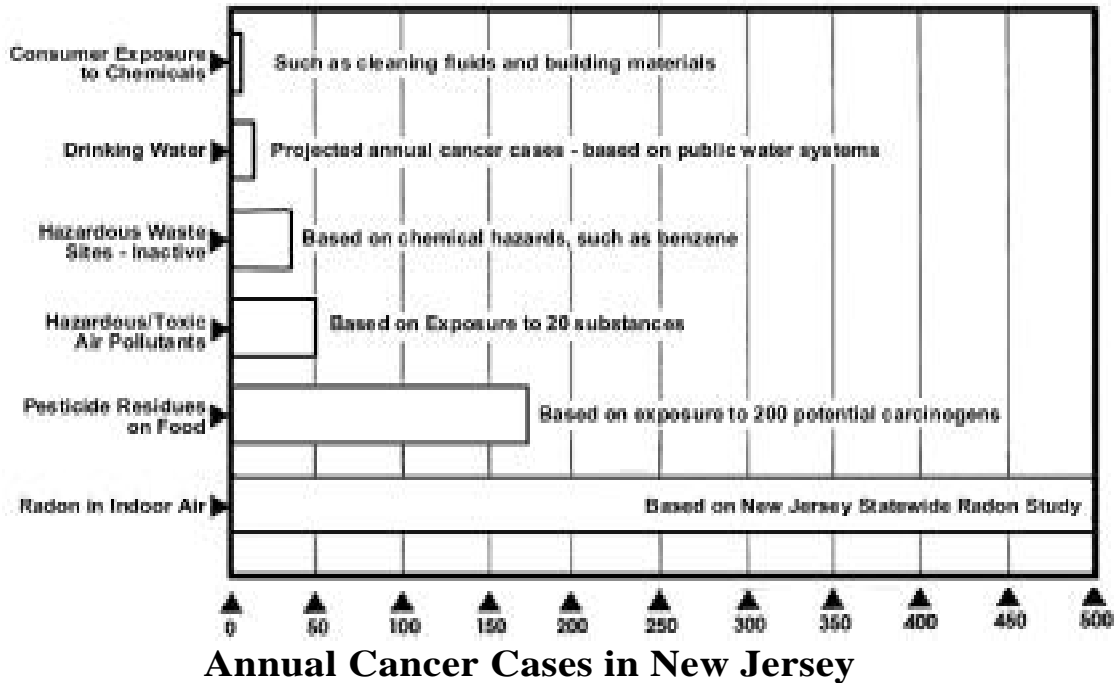 Consumer Exposure
to Chemicals
Such as cleaning fluids and building materials
Drinking Water
Projected annual cancer cases - based on public water systems
Hazardous Waste
Sites - Inactive
Based on chemical hazards, such as benzene
Hazardous/Toxic
Air Pollutants
Based on Exposure to 20 substances
Pesticide Residues
on Food
Based on exposure to 200 potential carcinogens
Radon in Indoor Air
Based on New Jersey Statewide Radon Study
0 50 100 150 200 250 300 350 400 450 500
Annual Cancer Cases in New Jersey